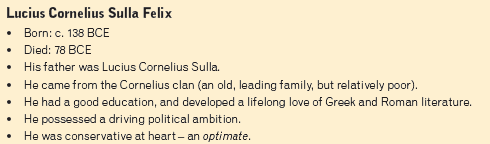 Lucius Cornelius Sulla Felix
• Born: c. 138 BCE
• Died: 78 BCE
• His father was Lucius Cornelius Sulla.
• He came from the Cornelius clan (an old, leading family, but relatively poor).
• He had a good education, and developed a lifelong love of Greek and Roman literature.
• He possessed a driving political ambition.
• He was conservative at heart – an optimate.